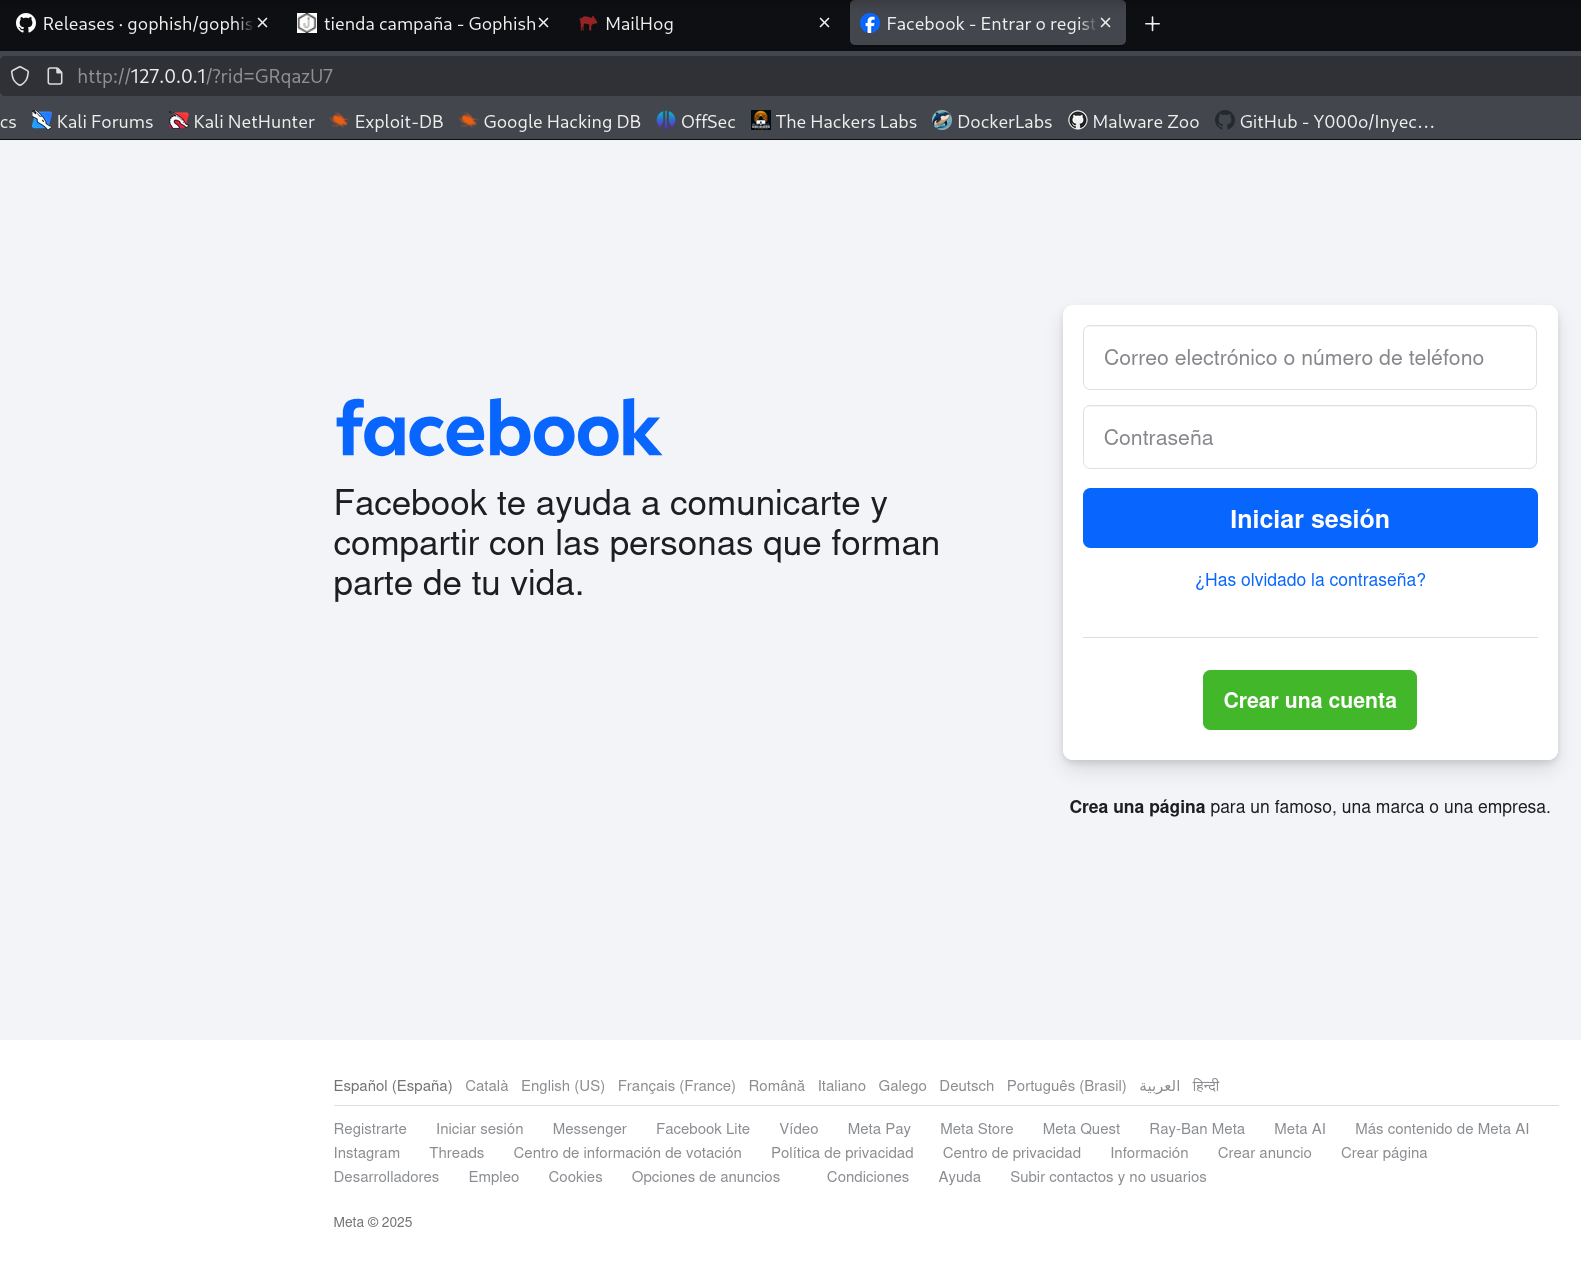 Releases · gophish/gophis
tienda campaña - Gophish
MailHog
Facebook - Entrar o regist
http://127.0.0.1/?rid=GRqazU7
cs Kali Forums Kali NetHunter Exploit-DB Google Hacking DB OffSec The Hackers Labs DockerLabs Malware Zoo GitHub - Y000o/Inyec...
facebook
Facebook te ayuda a comunicarte y
compartir con las personas que forman
parte de tu vida.
Correo electrónico o número de teléfono
Contraseña
Iniciar sesión
¿Has olvidado la contraseña?
Crear una cuenta
Crea una página para un famoso, una marca o una empresa.
Español (España) Català English (US) Français (France) Română Italiano Galego Deutsch Português (Brasil) العربية हिन्दी
Registrarte Iniciar sesión Messenger Facebook Lite Vídeo Meta Pay Meta Store Meta Quest Ray-Ban Meta Meta AI Más contenido de Meta AI
Instagram Threads Centro de información de votación Política de privacidad Centro de privacidad Información Crear anuncio Crear página
Desarrolladores Empleo Cookies Opciones de anuncios Condiciones Ayuda Subir contactos y no usuarios
Meta © 2025